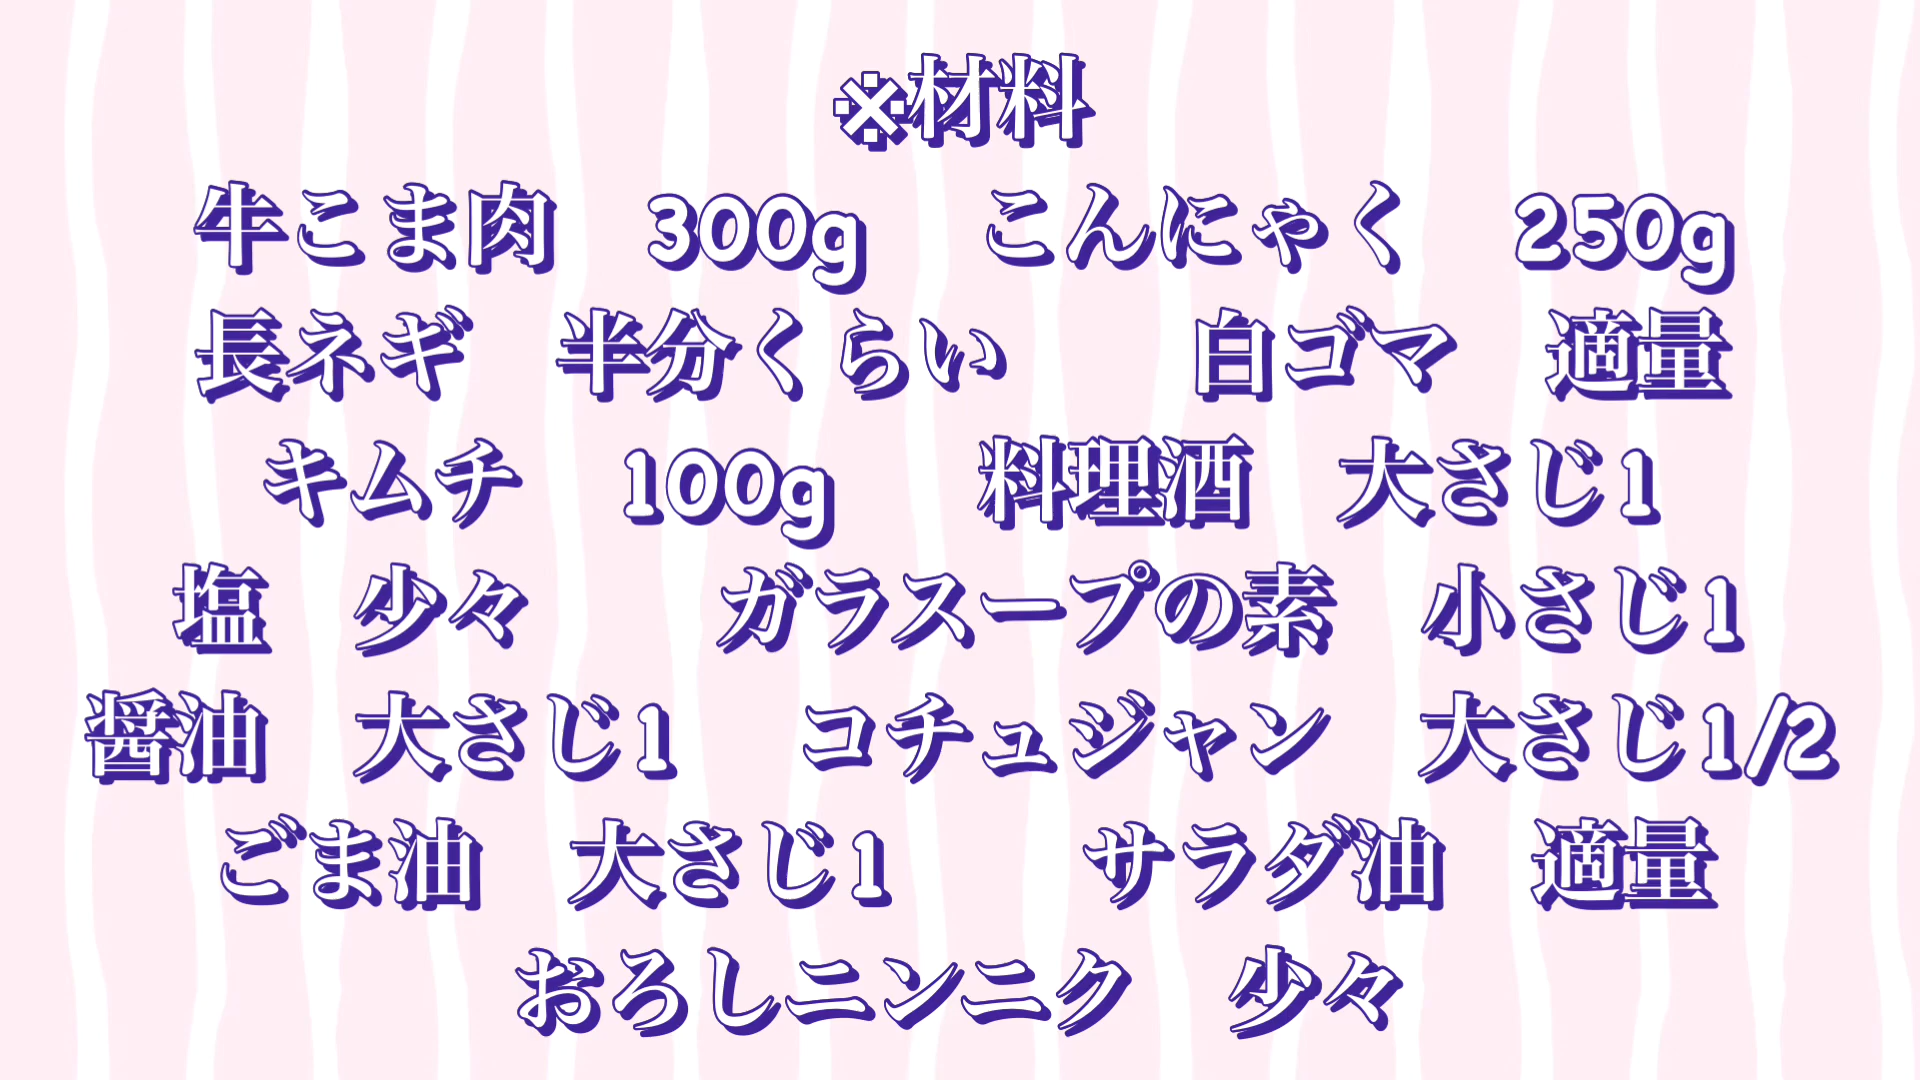 ※材料
牛こま肉　300g　こんにゃく　250g
長ネギ　半分くらい　　白ゴマ　適量
キムチ　100g　料理酒　大さじ1
塩　少々　　ガラスープの素　小さじ1
醤油　大さじ1　コチュジャン　大さじ1/2
ごま油　大さじ1　　サラダ油　適量
おろしニンニク　少々